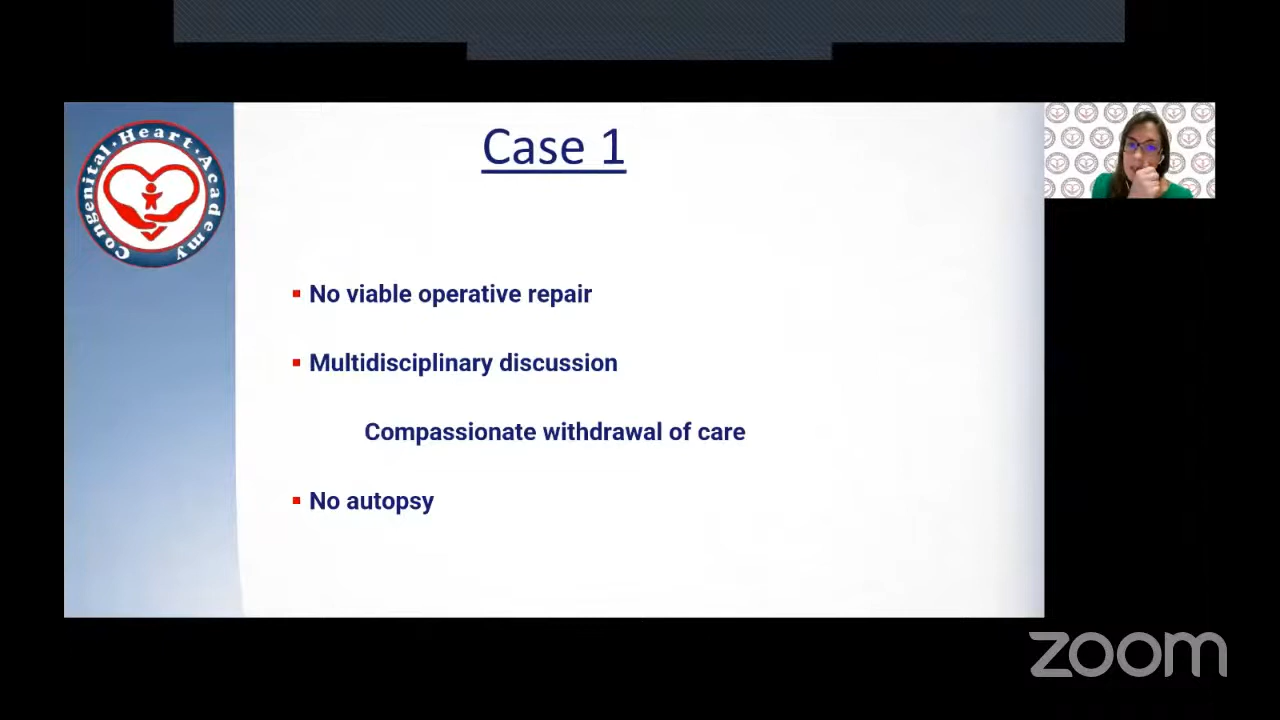 Case 1
Congenital · Heart · Academy
No viable operative repair
Multidisciplinary discussion
Compassionate withdrawal of care
No autopsy
zoom